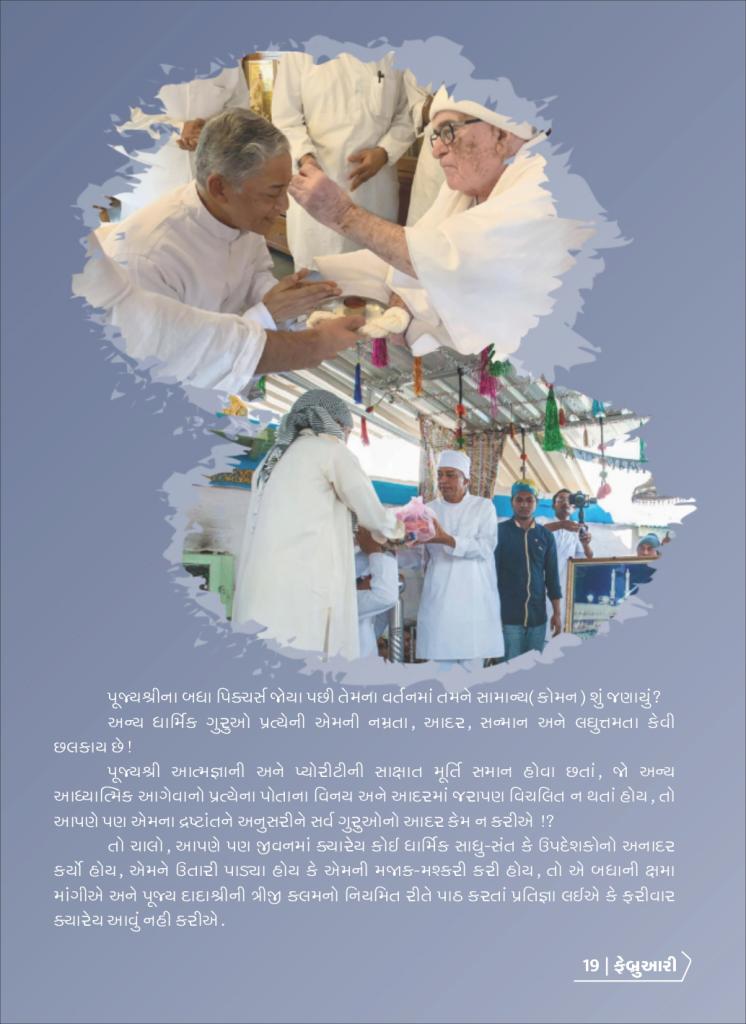 પૂજ્યશ્રીના બધા પિક્ચર્સ જોયા પછી તેમના વર્તનમાં તમને સામાન્ય(કોમન) શું જણાયું?
અન્ય ધાર્મિક ગુરુઓ પ્રત્યેની એમની નમ્રતા, આદર, સન્માન અને લઘુત્તમતા કેવી
છલકાય છે!
પૂજ્યશ્રી આત્મજ્ઞાની અને પ્યોરીટીની સાક્ષાત મૂર્તિ સમાન હોવા છતાં, જો અન્ય
આધ્યાત્મિક આગેવાનો પ્રત્યેના પોતાના વિનય અને આદરમાં જરાપણ વિચલિત ન થતાં હોય, તો
આપણે પણ એમના દ્રષ્ટાંતને અનુસરીને સર્વ ગુરુઓનો આદર કેમ ન કરીએ !?
તો ચાલો, આપણે પણ જીવનમાં ક્યારેય કોઈ ધાર્મિક સાધુ-સંત કે ઉપદેશકોનો અનાદર
કર્યો હોય, એમને ઉતારી પાડ્યા હોય કે એમની મજાક-મશ્કરી કરી હોય, તો એ બધાની ક્ષમા
માંગીએ અને પૂજ્ય દાદાશ્રીની ત્રીજી કલમનો નિયમિત રીતે પાઠ કરતાં પ્રતિજ્ઞા લઈએ કે ફરીવાર
ક્યારેય આવું નહી કરીએ.
19 | ફેબ્રુઆરી